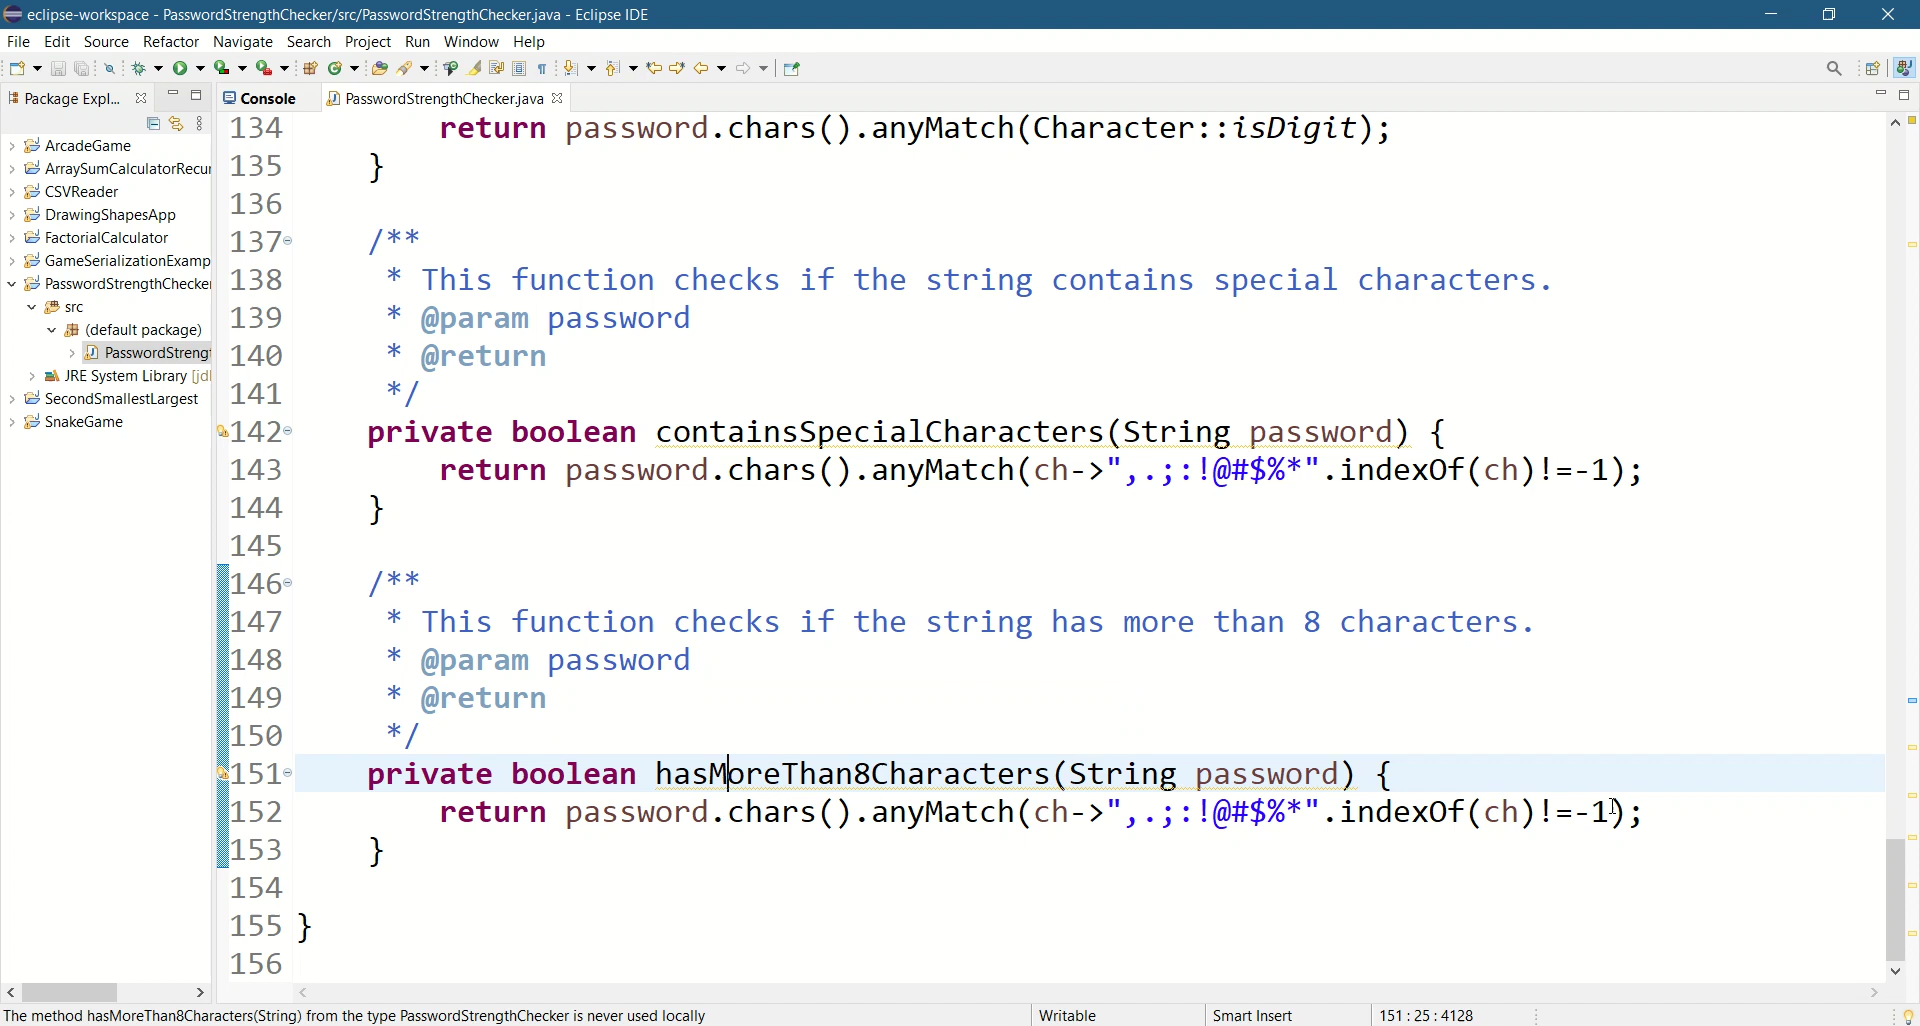 eclipse-workspace - PasswordStrengthChecker/src/PasswordStrengthChecker.java - Eclipse IDE
File Edit Source Refactor Navigate Search Project Run Window Help
Package Expl...
Console
PasswordStrengthChecker.java
ArcadeGame
ArraySumCalculatorRecur
CSVReader
DrawingShapesApp
FactorialCalculator
GameSerializationExamp
PasswordStrengthChecke
src
(default package)
PasswordStreng
JRE System Library [jd
SecondSmallestLargest
SnakeGame
134 return password.chars().anyMatch(Character::isDigit);
135 }
136
137 /**
138 * This function checks if the string contains special characters.
139 * @param password
140 * @return
141 */
142 private boolean containsSpecialCharacters(String password) {
143 return password.chars().anyMatch(ch->",.;:!@#$%*".indexOf(ch)!=-1);
144 }
145
146 /**
147 * This function checks if the string has more than 8 characters.
148 * @param password
149 * @return
150 */
151 private boolean hasMoreThan8Characters(String password) {
152 return password.chars().anyMatch(ch->",.;:!@#$%*".indexOf(ch)!=-1);
153 }
154
155 }
156
The method hasMoreThan8Characters(String) from the type PasswordStrengthChecker is never used locally
Writable
Smart Insert
151 : 25 : 4128